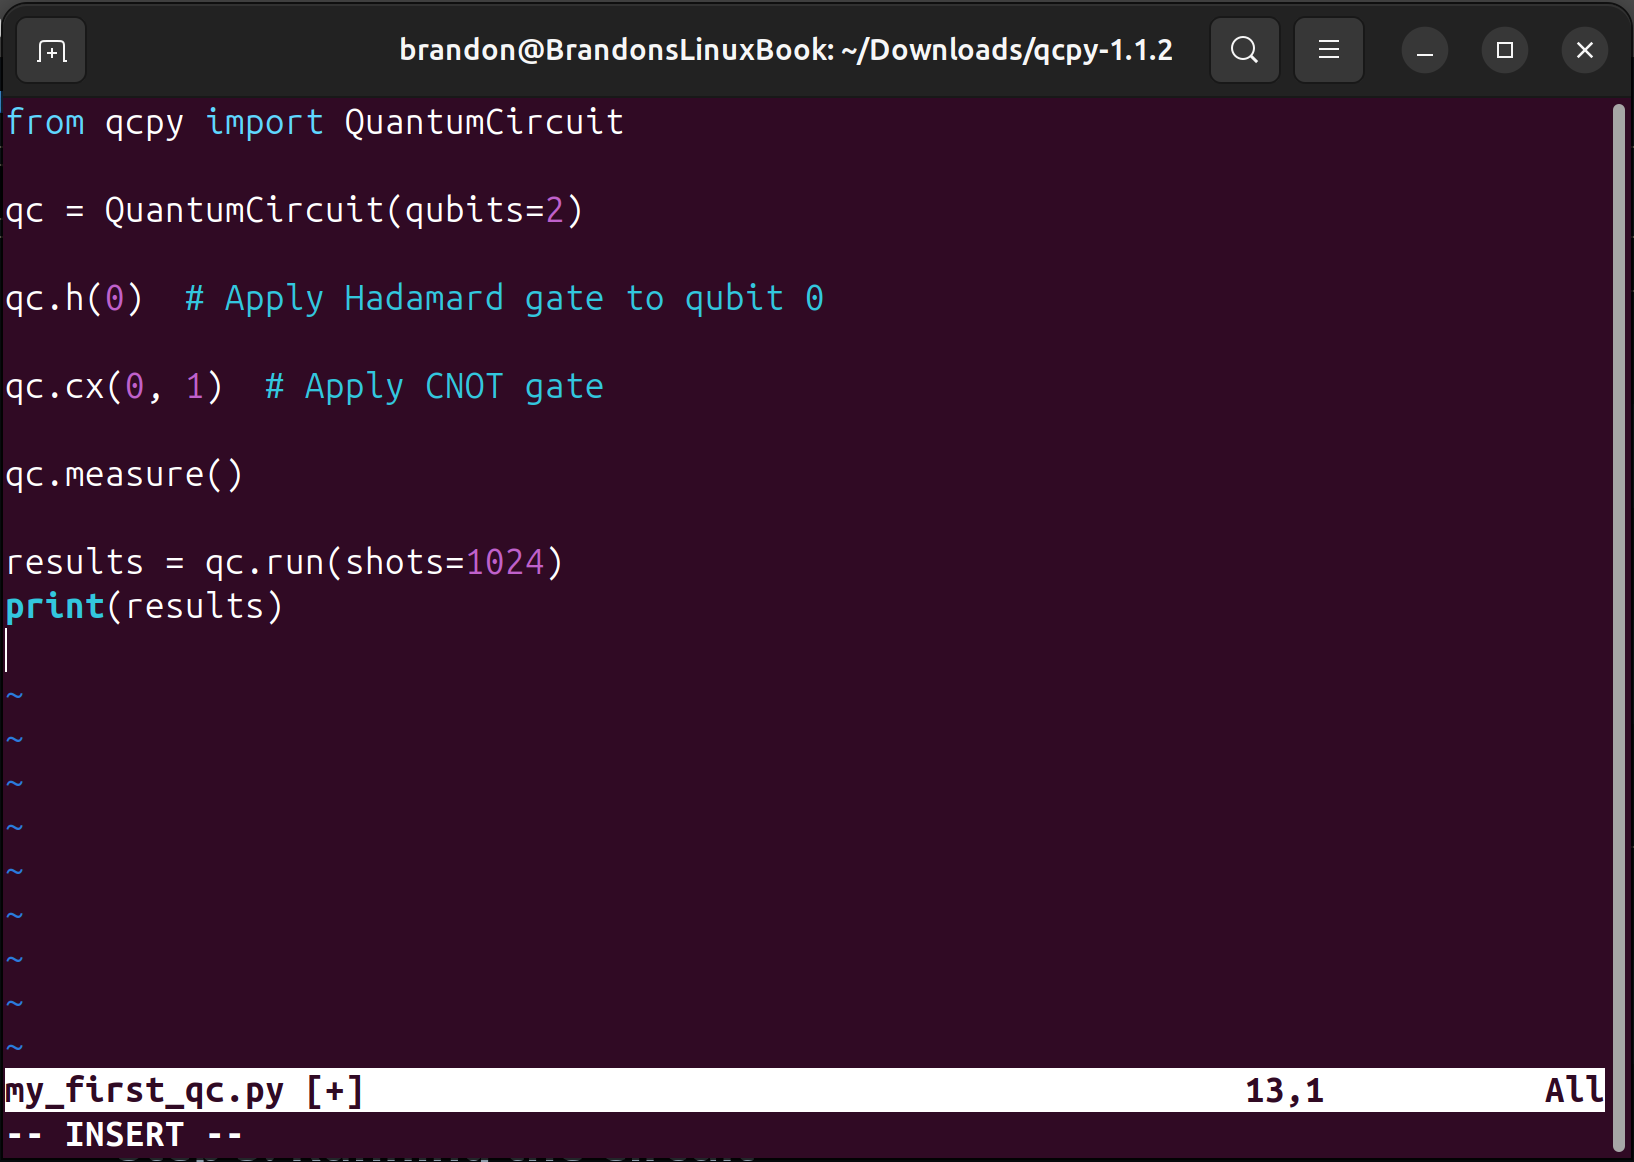 brandon@BrandonsLinuxBook: ~/Downloads/qcpy-1.1.2
from qcpy import QuantumCircuit
qc = QuantumCircuit(qubits=2)
qc.h(0)  # Apply Hadamard gate to qubit 0
qc.cx(0, 1)  # Apply CNOT gate
qc.measure()
results = qc.run(shots=1024)
print(results)
~
~
~
~
~
~
~
~
~
my_first_qc.py [+] 13,1 All
-- INSERT --